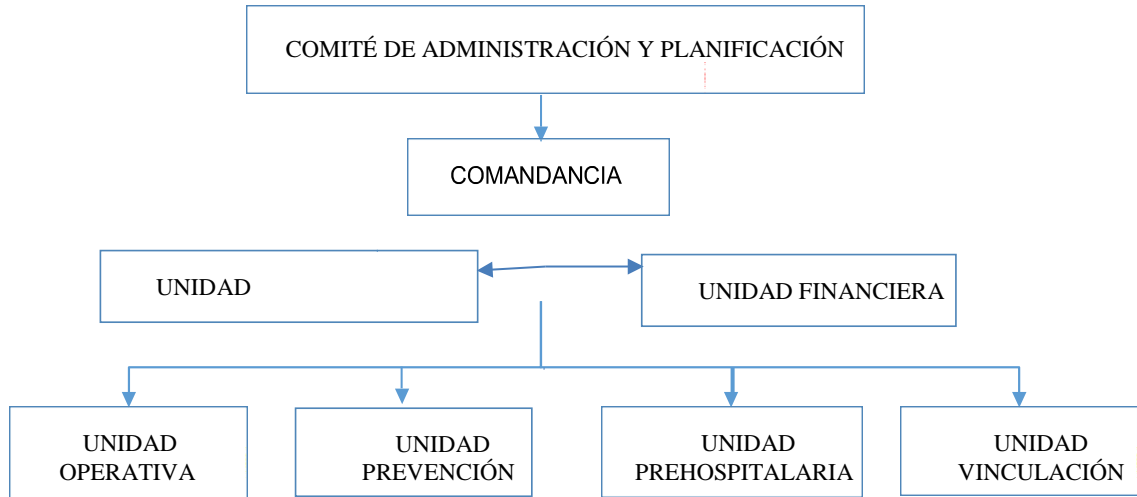 COMITÉ DE ADMINISTRACIÓN Y PLANIFICACIÓN
COMANDANCIA
UNIDAD
UNIDAD FINANCIERA
UNIDAD
OPERATIVA
UNIDAD
PREVENCIÓN
UNIDAD
PREHOSPITALARIA
UNIDAD
VINCULACIÓN